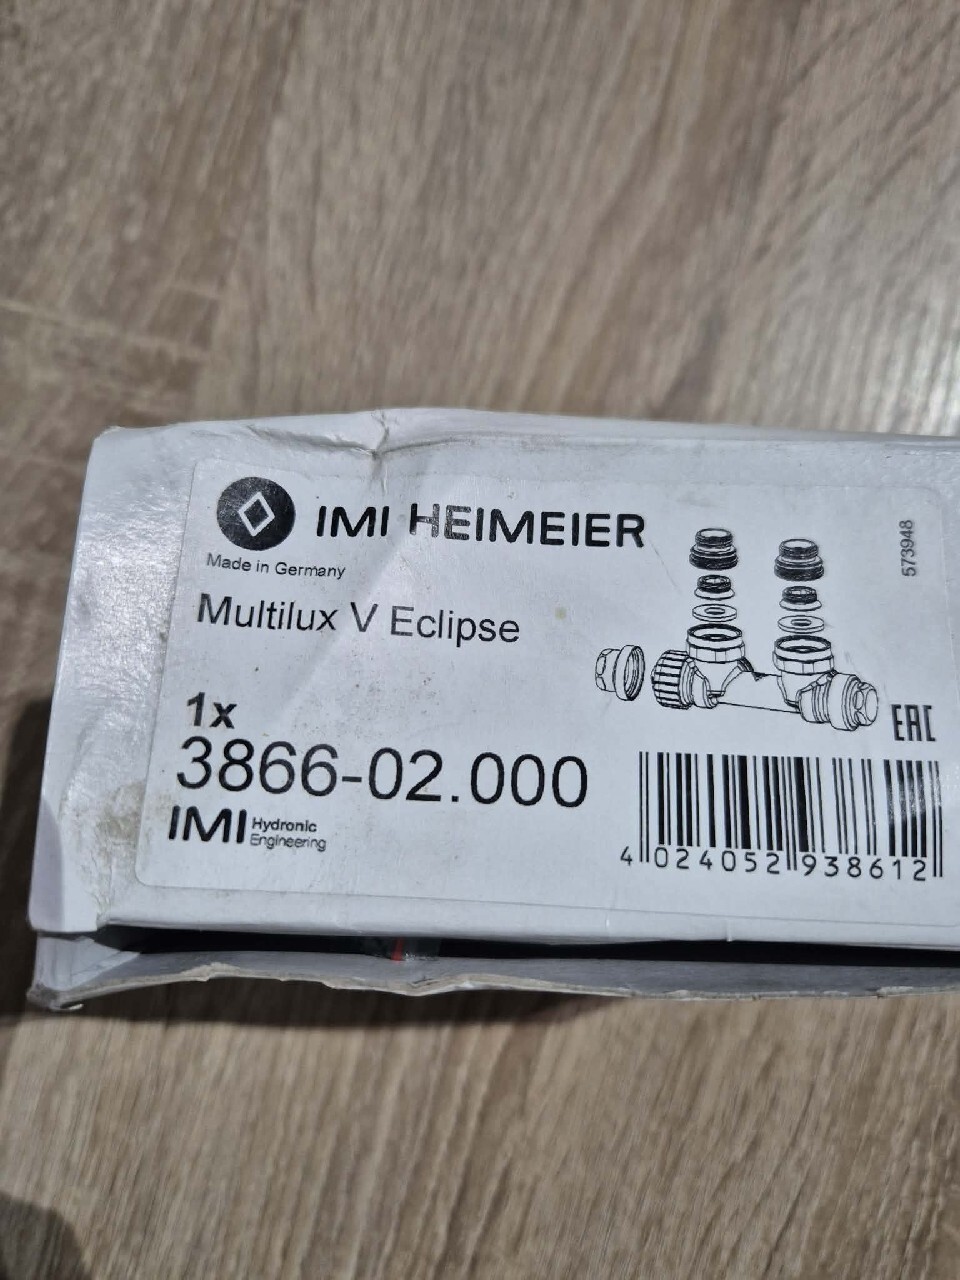 IMI HEIMEIER
Made in Germany
Multilux V Eclipse
1x
3866-02.000
IMI Hydronic
Engineering
573948
EAC
4 024052 938612